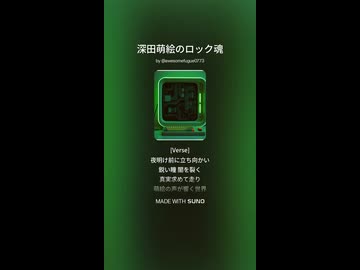 深田萌絵のロック魂
by @awesomefugue0773
[Verse]
夜明け前に立ち向かい
鋭い瞳 闇を裂く
真実求めて走り
萌絵の声が響く世界
MADE WITH SUNO